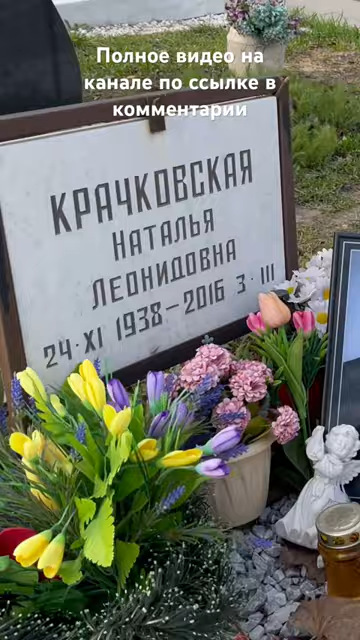 Полное видео на
канале по ссылке в
комментарии
КРАЧКОВСКАЯ
НАТАЛЬЯ
ЛЕОНИДОВНА
24·XI 1938–2016 3·III